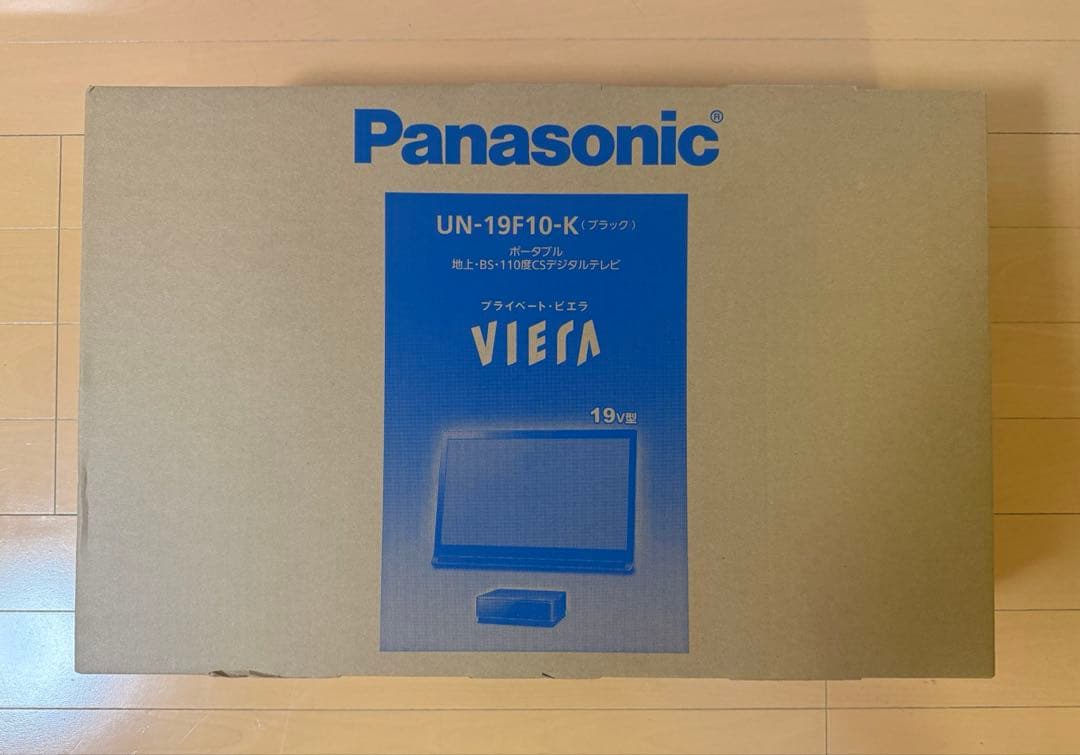 Panasonic®
UN-19F10-K（ブラック）
ポータブル
地上・BS・110度CSデジタルテレビ
プライベート・ビエラ
VIERA
19V型